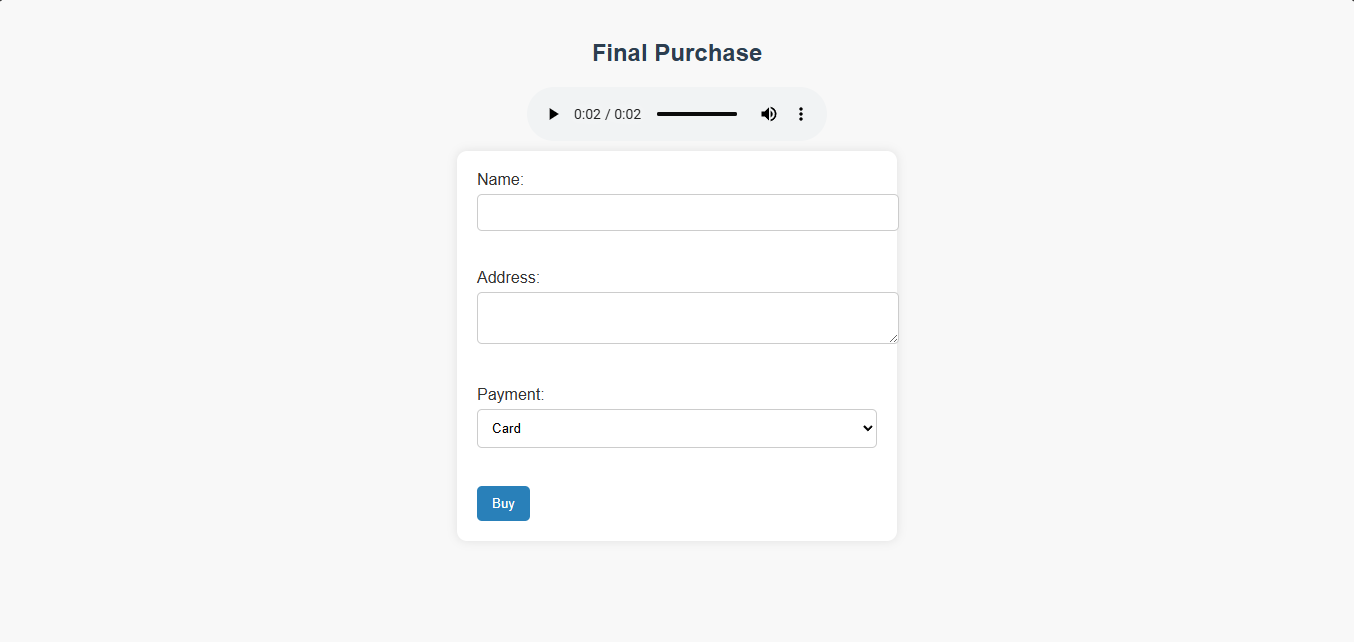 Final Purchase
0:02 / 0:02
Name:
Address:
Payment:
Card
Buy